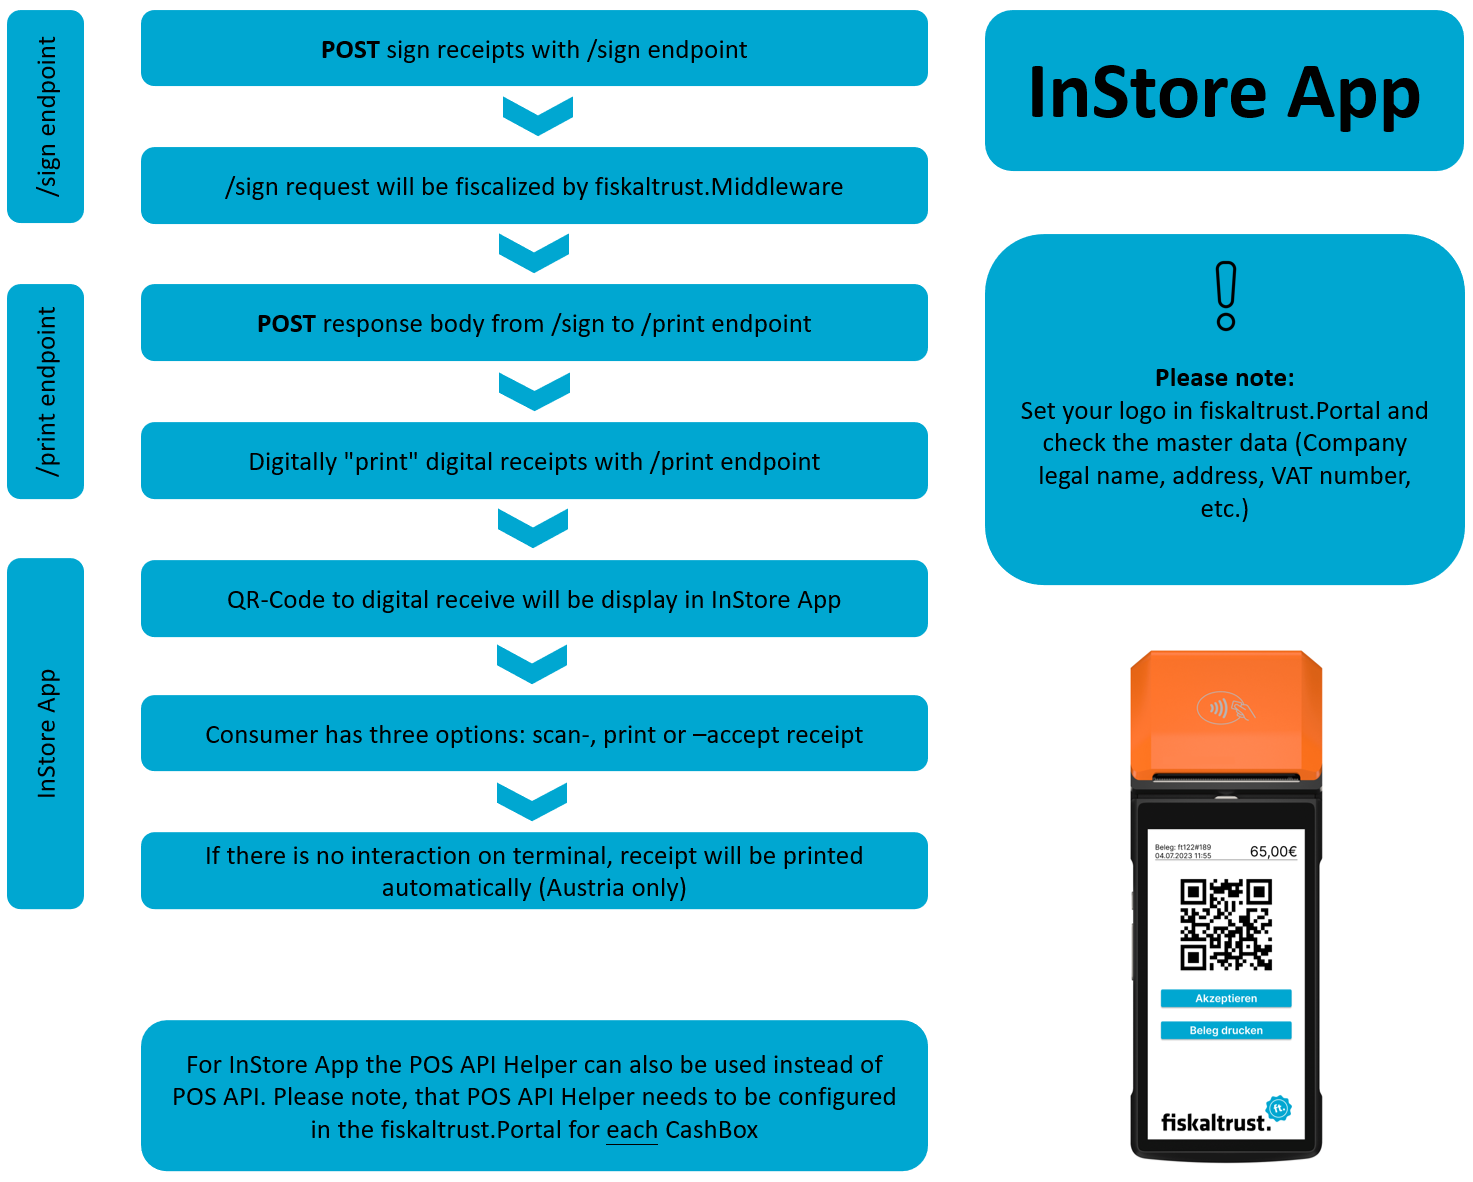 /sign endpoint
POST sign receipts with /sign endpoint
/sign request will be fiscalized by fiskaltrust.Middleware
/print endpoint
POST response body from /sign to /print endpoint
Digitally "print" digital receipts with /print endpoint
InStore App
QR-Code to digital receive will be display in InStore App
Consumer has three options: scan-, print or –accept receipt
If there is no interaction on terminal, receipt will be printed
automatically (Austria only)
For InStore App the POS API Helper can also be used instead of
POS API. Please note, that POS API Helper needs to be configured
in the fiskaltrust.Portal for each CashBox
InStore App
Please note:
Set your logo in fiskaltrust.Portal and
check the master data (Company
legal name, address, VAT number,
etc.)
Beleg: ft122#189
04.07.2023 11:55
65,00€
Akzeptieren
Beleg drucken
fiskaltrust.
ft.